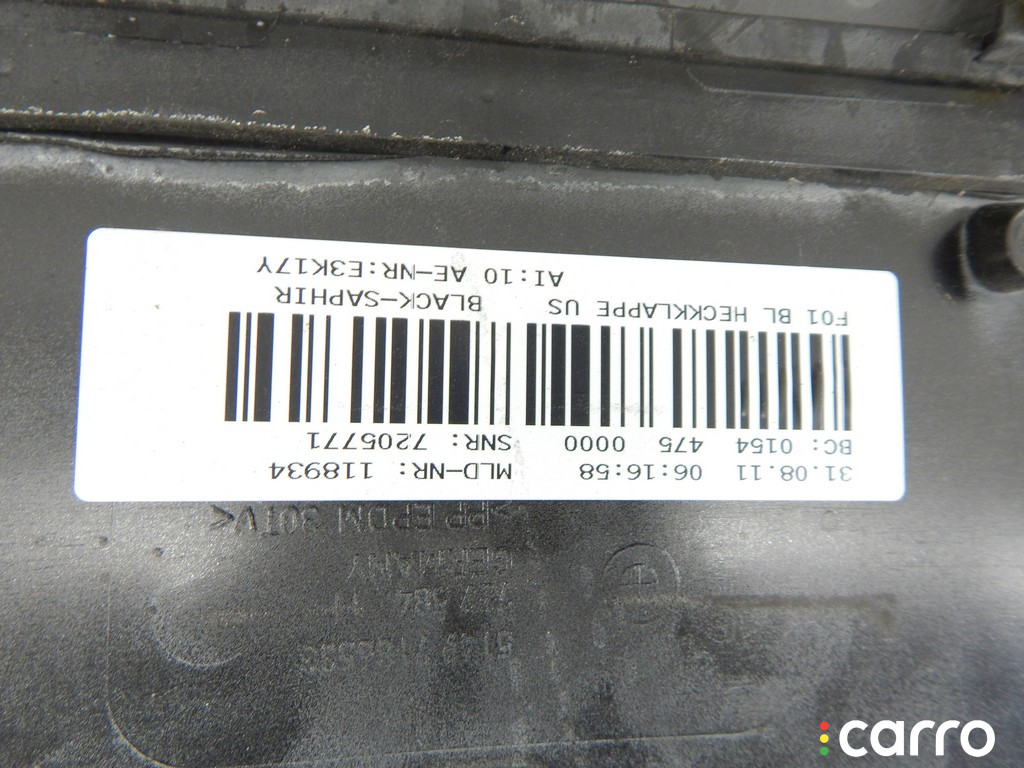 31.08.11 06:16:58 MLD-NR: 118934
BC: 0154 475 0000 SNR: 7205771
F01 BL HECKKLAPPE US BLACK-SAPHIR
AI:10 AE-NR:E3K17Y
>PP EPDM 30TV<
GERMANY
carro